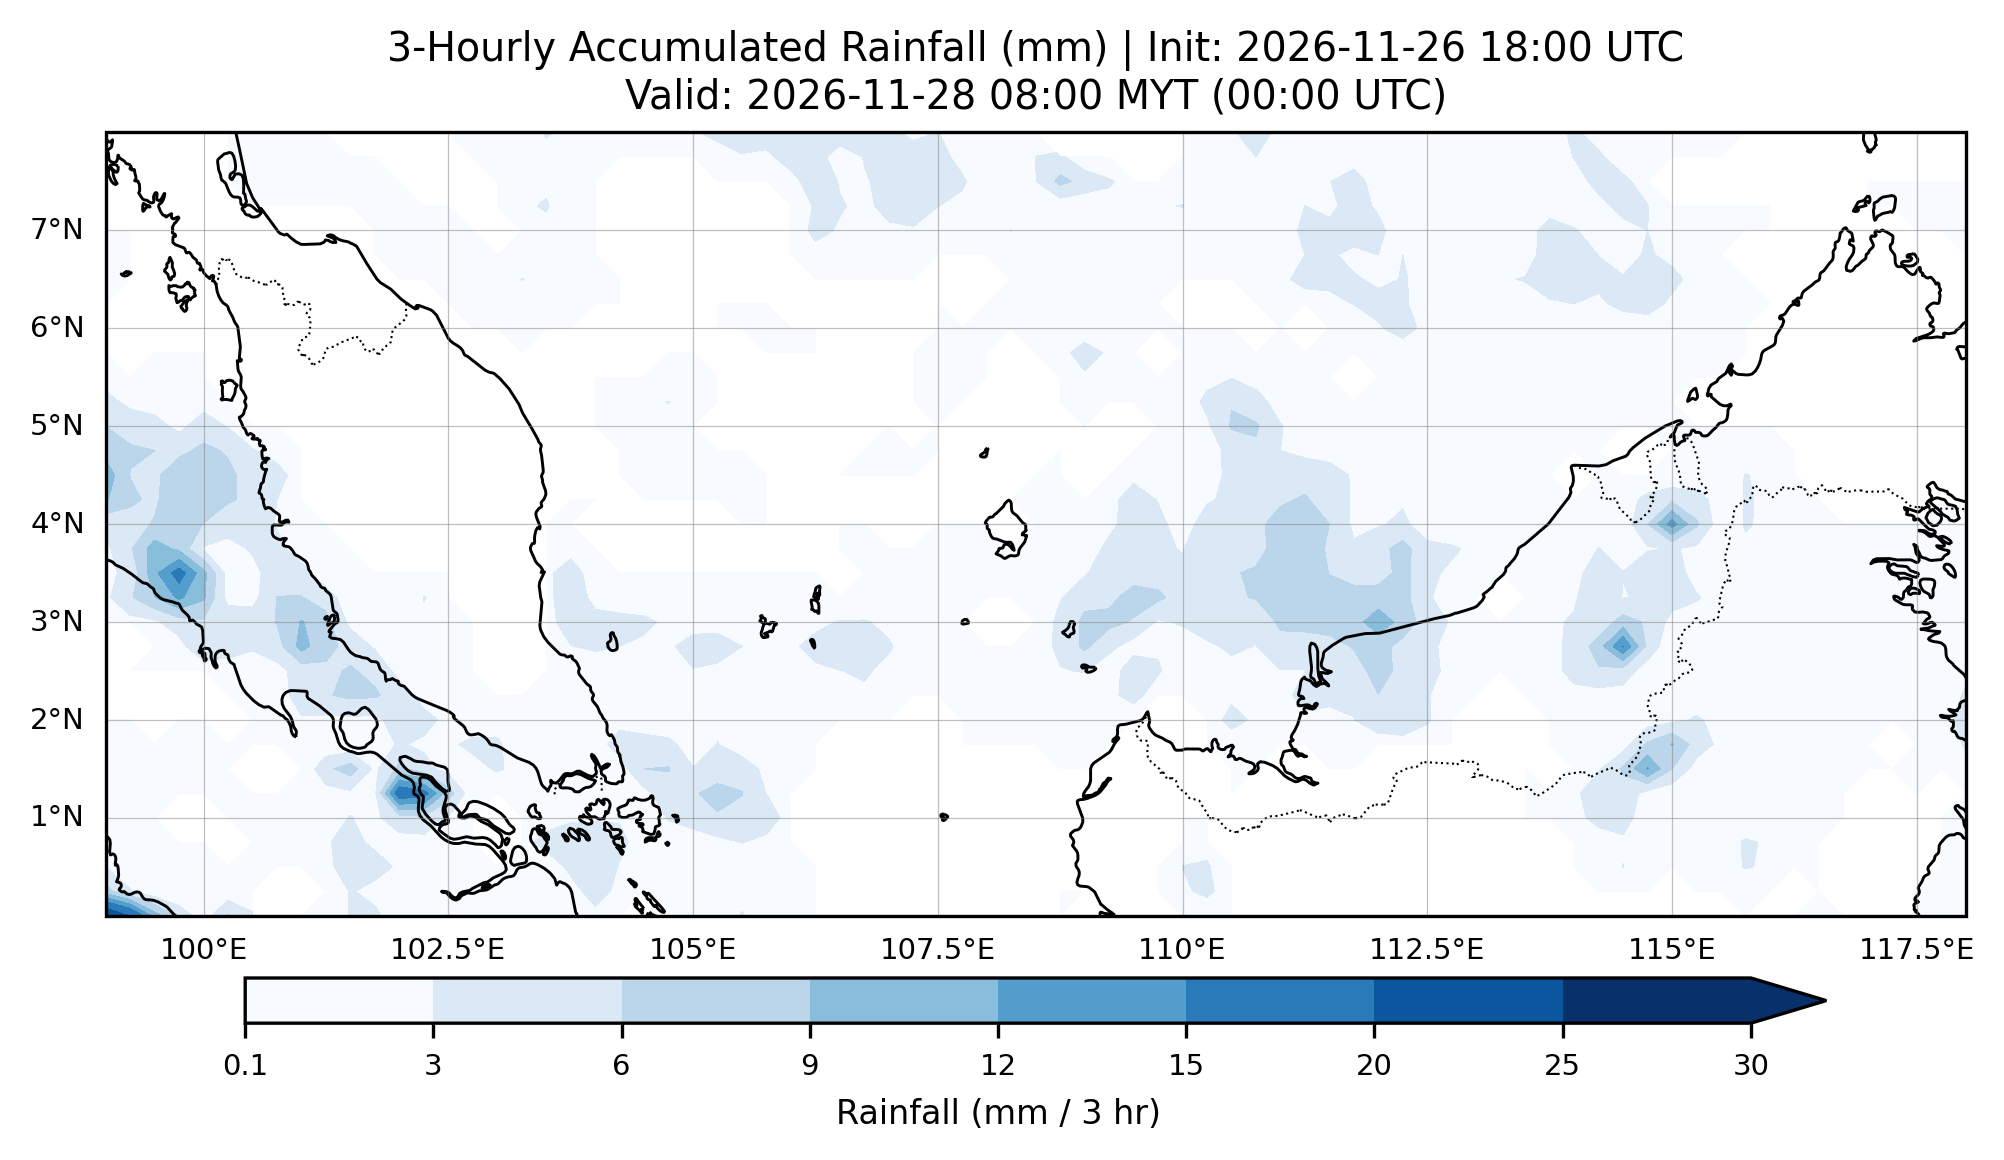 3-Hourly Accumulated Rainfall (mm) | Init: 2026-11-26 18:00 UTC
Valid: 2026-11-28 08:00 MYT (00:00 UTC)
7°N
6°N
5°N
4°N
3°N
2°N
1°N
100°E 102.5°E 105°E 107.5°E 110°E 112.5°E 115°E 117.5°E
0.1 3 6 9 12 15 20 25 30
Rainfall (mm / 3 hr)